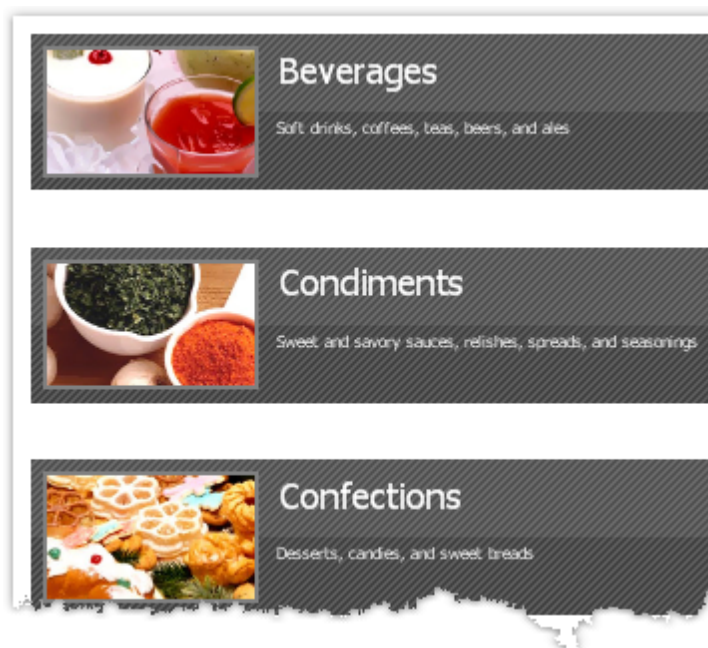 Beverages
Soft drinks, coffees, teas, beers, and ales
Condiments
Sweet and savory sauces, relishes, spreads, and seasonings
Confections
Desserts, candies, and sweet breads